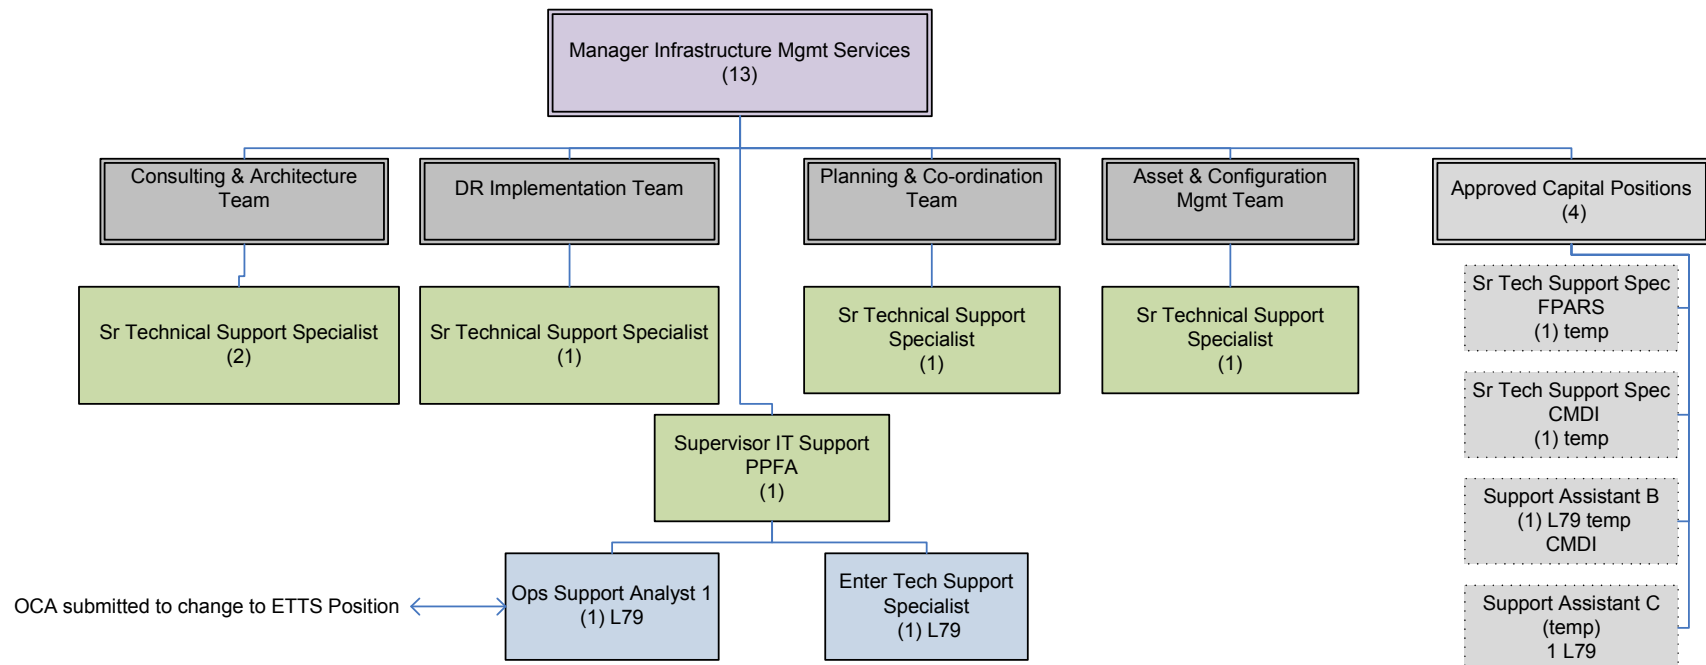 Manager Infrastructure Mgmt Services
(13)
Consulting & Architecture
Team
DR Implementation Team
Planning & Co-ordination
Team
Asset & Configuration
Mgmt Team
Approved Capital Positions
(4)
Sr Technical Support Specialist
(2)
Sr Technical Support Specialist
(1)
Sr Technical Support
Specialist
(1)
Sr Technical Support
Specialist
(1)
Sr Tech Support Spec
FPARS
(1) temp
Sr Tech Support Spec
CMDI
(1) temp
Support Assistant B
(1) L79 temp
CMDI
Support Assistant C
(temp)
1 L79
Supervisor IT Support
PPFA
(1)
OCA submitted to change to ETTS Position
Ops Support Analyst 1
(1) L79
Enter Tech Support
Specialist
(1) L79